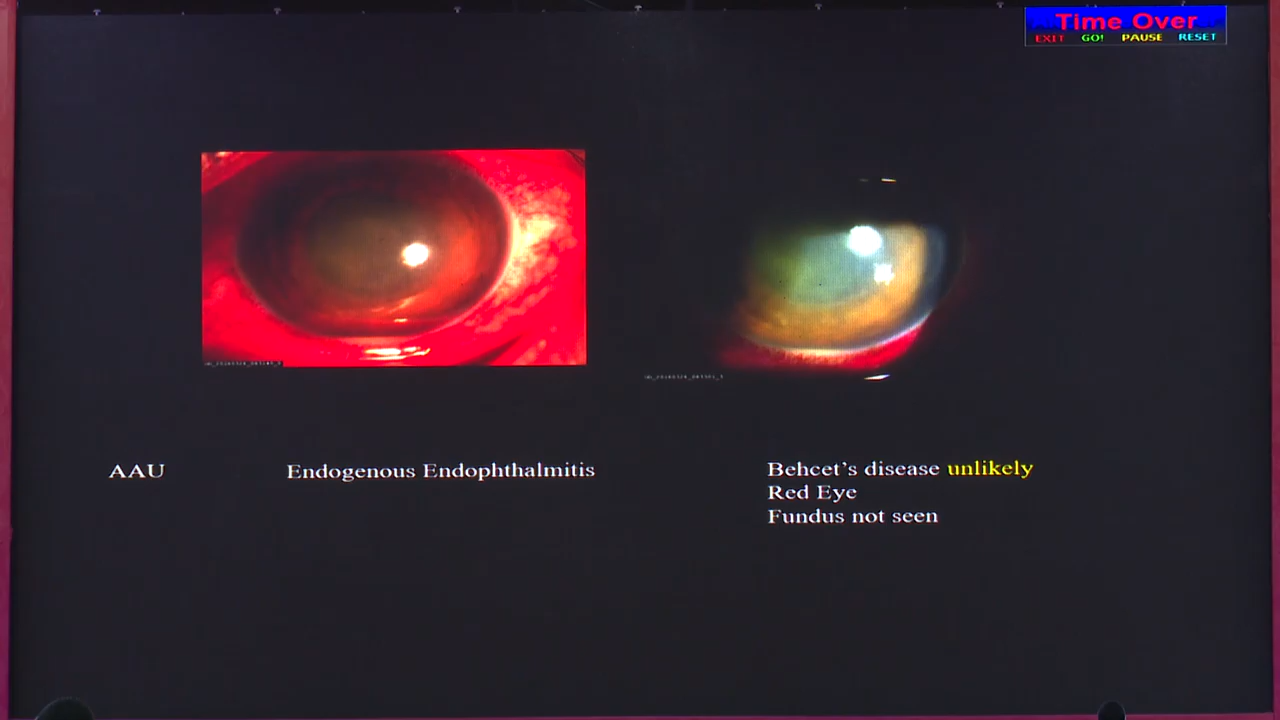 Time Over
EXIT GO! PAUSE RESET
AAU
Endogenous Endophthalmitis
Behcet's disease unlikely
Red Eye
Fundus not seen